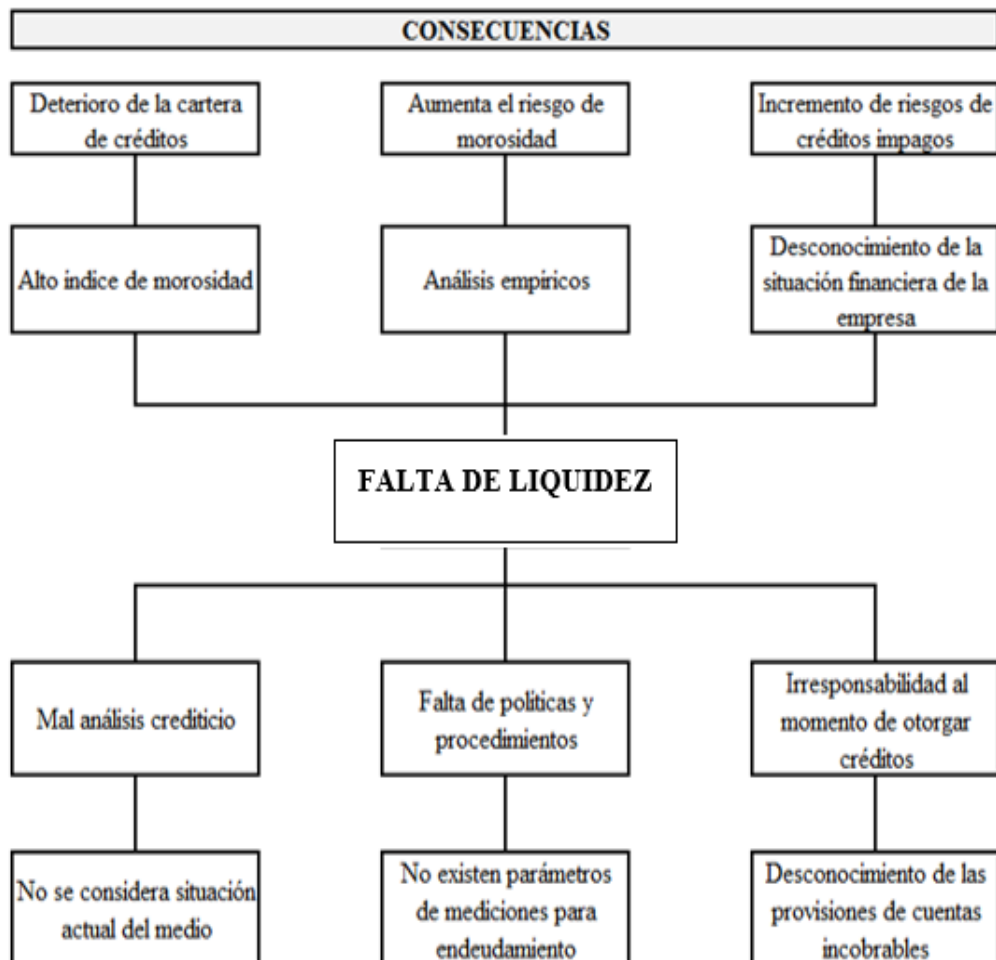 CONSECUENCIAS
Deterioro de la cartera
de créditos
Aumenta el riesgo de
morosidad
Incremento de riesgos de
créditos impagos
Alto indice de morosidad
Análisis empíricos
Desconocimiento de la
situación financiera de la
empresa
FALTA DE LIQUIDEZ
Mal análisis crediticio
Falta de políticas y
procedimientos
Irresponsabilidad al
momento de otorgar
créditos
No se considera situación
actual del medio
No existen parámetros
de mediciones para
endeudamiento
Desconocimiento de las
provisiones de cuentas
incobrables